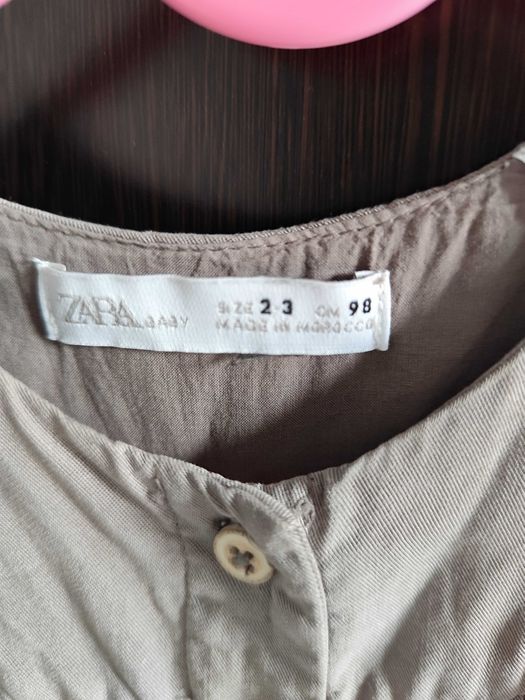 ZARA BABY SIZE 2-3 CM 98
MADE IN MOROCCO